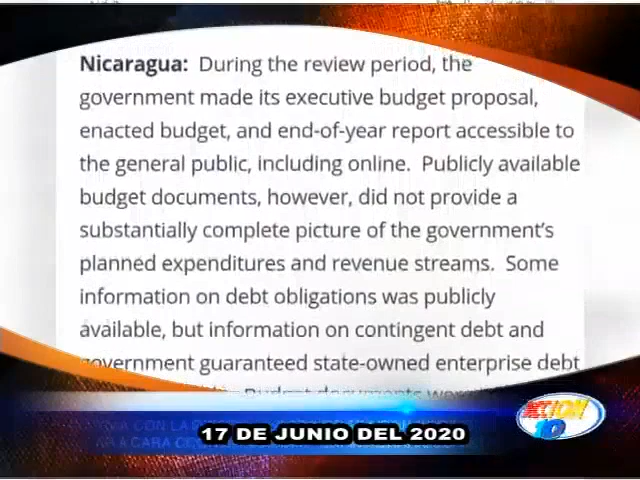 Nicaragua: During the review period, the
government made its executive budget proposal,
enacted budget, and end-of-year report accessible to
the general public, including online. Publicly available
budget documents, however, did not provide a
substantially complete picture of the government's
planned expenditures and revenue streams. Some
information on debt obligations was publicly
available, but information on contingent debt and
government guaranteed state-owned enterprise debt
Budget documents
ACCION
10
17 DE JUNIO DEL 2020